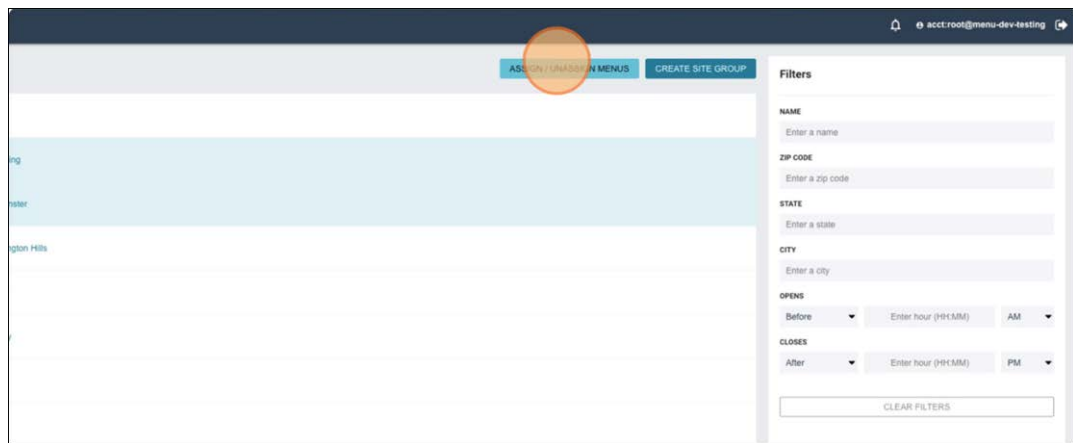 acct:root@menu-dev-testing
ASSIGN / UNASSIGN MENUS
CREATE SITE GROUP
Filters
NAME
Enter a name
ing
ZIP CODE
Enter a zip code
nster
STATE
Enter a state
ngton Hills
CITY
Enter a city
OPENS
Before Enter hour (HH:MM) AM
CLOSES
After Enter hour (HH:MM) PM
CLEAR FILTERS